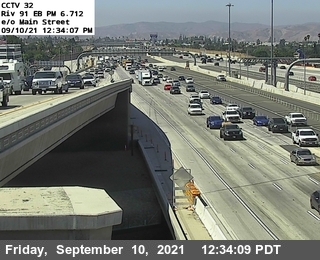 CCTV 32
Riv 91 EB PM 6.712
e/o Main Street
09/10/21 12:34:07 PM
Friday, September 10, 2021 12:34:09 PDT